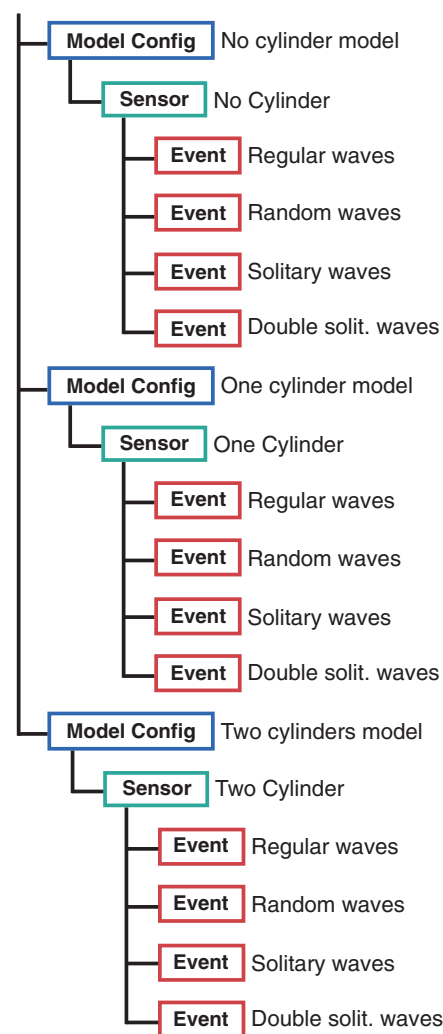 Model Config No cylinder model
Sensor No Cylinder
Event Regular waves
Event Random waves
Event Solitary waves
Event Double solit. waves
Model Config One cylinder model
Sensor One Cylinder
Event Regular waves
Event Random waves
Event Solitary waves
Event Double solit. waves
Model Config Two cylinders model
Sensor Two Cylinder
Event Regular waves
Event Random waves
Event Solitary waves
Event Double solit. waves